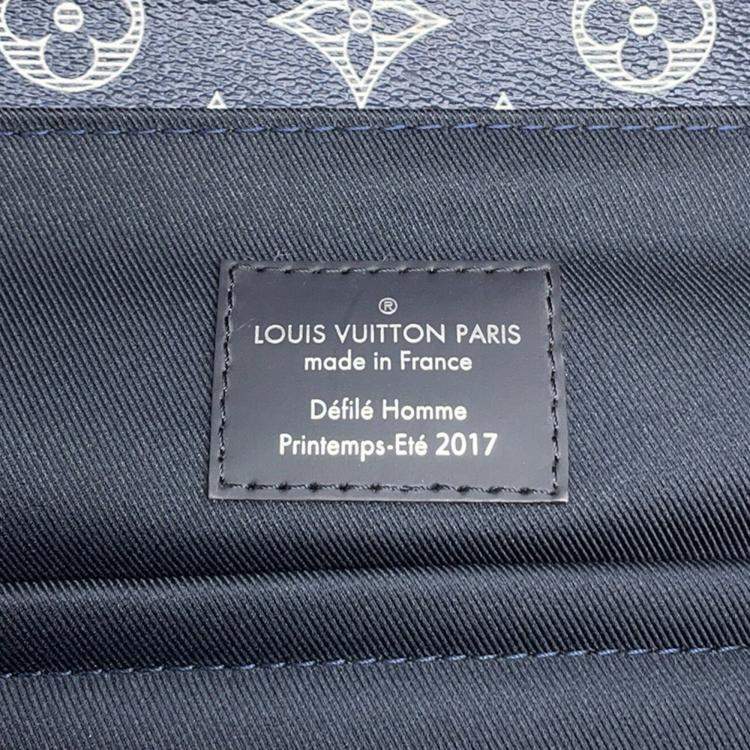 ®
LOUIS VUITTON PARIS
made in France
Défilé Homme
Printemps-Eté 2017